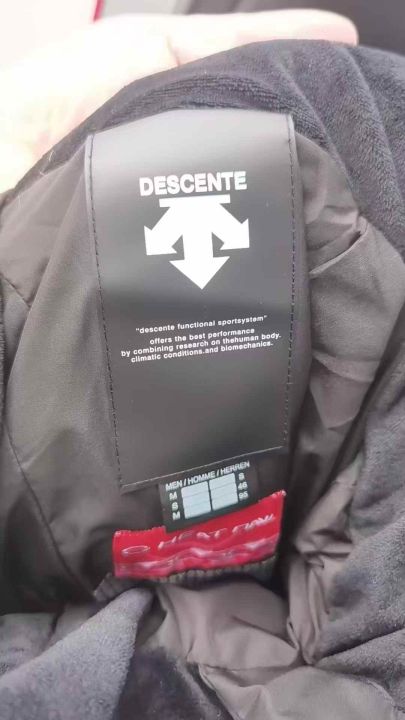 DESCENTE
"descente functional sportsystem"
offers the best performance
by combining research on thehuman body.
climatic conditions.and biomechanics.
MEN / HOMME / HERREN
M S
S 46
M 95
HEAT